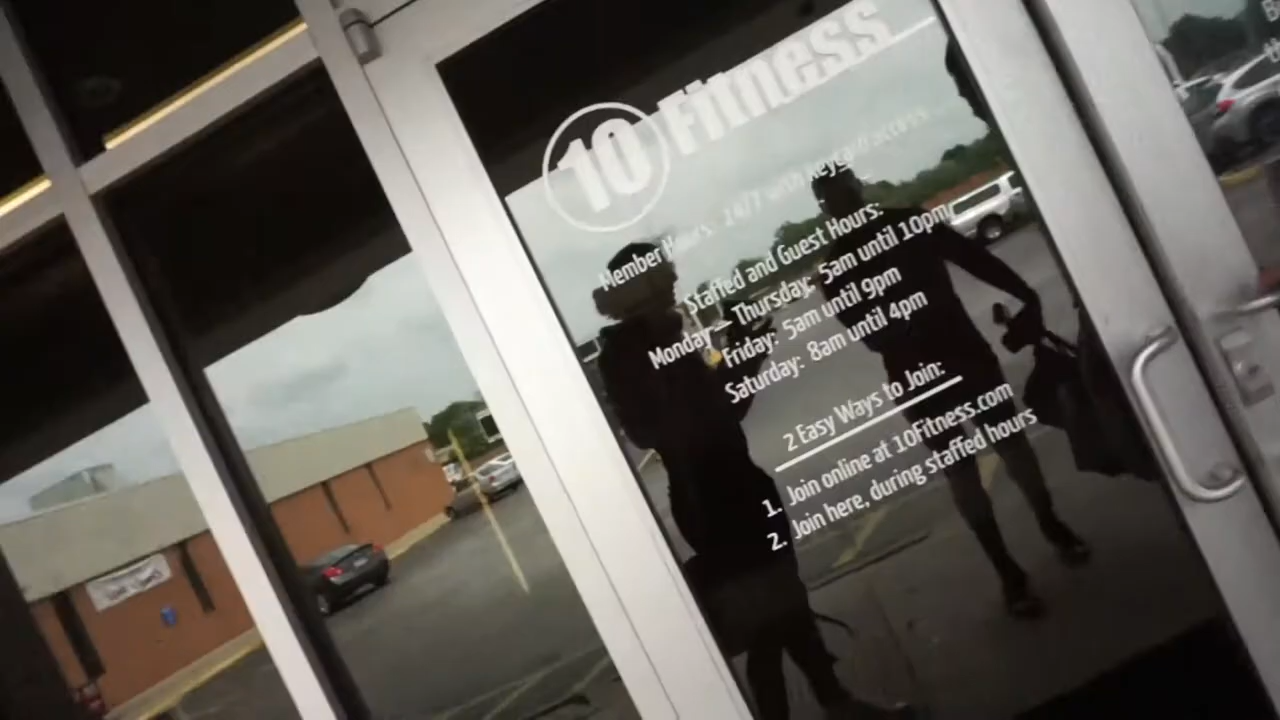 10 Fitness
Member Hours: 24/7 with keycard access
Staffed and Guest Hours:
Monday – Thursday: 5am until 10pm
Friday: 5am until 9pm
Saturday: 8am until 4pm
2 Easy Ways to Join:
1. Join online at 10Fitness.com
2. Join here, during staffed hours